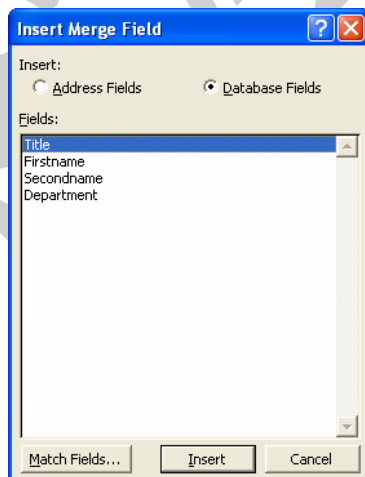 Insert Merge Field
Insert:
Address Fields Database Fields
Fields:
Title
Firstname
Secondname
Department
Match Fields... Insert Cancel